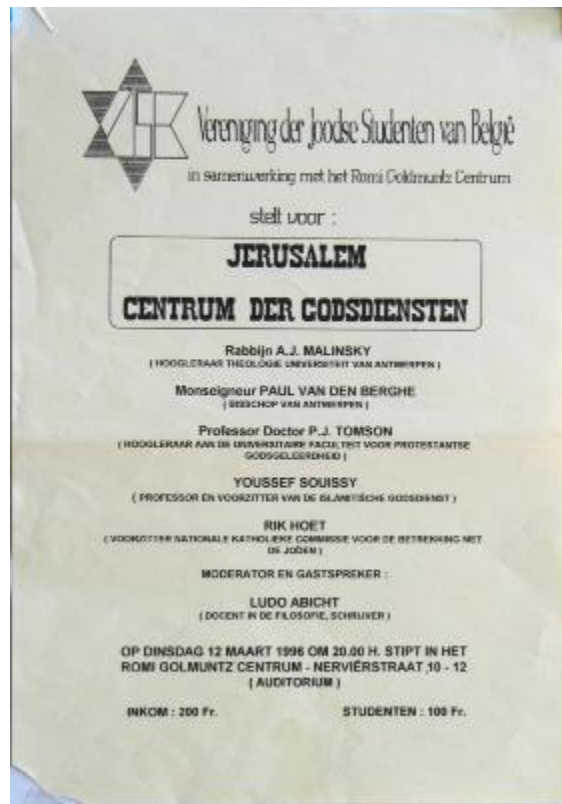 Vereniging der Joodse Studenten van België
in samenwerking met het Romi Goldmuntz Centrum
stelt voor :
JERUSALEM
CENTRUM DER GODSDIENSTEN
Rabbijn A.J. MALINSKY
( HOOGLERAAR THEOLOGIE UNIVERSITEIT VAN ANTWERPEN )
Monseigneur PAUL VAN DEN BERGHE
( BISSCHOP VAN ANTWERPEN )
Professor Doctor P.J. TOMSON
( HOOGLERAAR AAN DE UNIVERSITAIRE FACULTEIT VOOR PROTESTANTSE
GODSGELEERDHEID )
YOUSSEF SOUISSY
( PROFESSOR EN VOORZITTER VAN DE ISLAMITISCHE GODSDIENST )
RIK HOET
( VOORZITTER NATIONALE KATHOLIEKE COMMISSIE VOOR DE BETREKKING MET
DE JODEN )
MODERATOR EN GASTSPREKER :
LUDO ABICHT
( DOCENT IN DE FILOSOFIE, SCHRIJVER )
OP DINSDAG 12 MAART 1996 OM 20.00 H. STIPT IN HET
ROMI GOLMUNTZ CENTRUM - NERVIËRSTRAAT ,10 - 12
( AUDITORIUM )
INKOM : 200 Fr. STUDENTEN : 100 Fr.